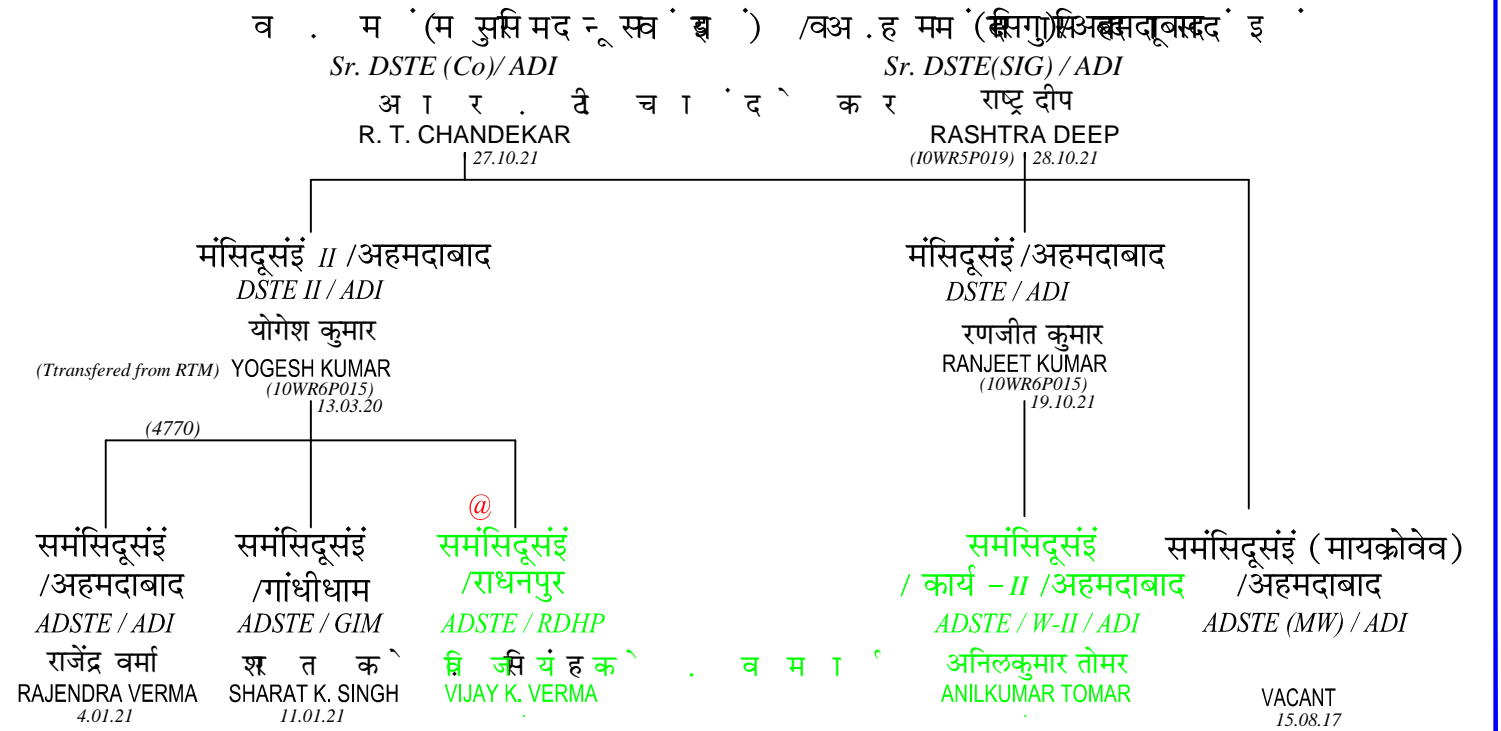 Sr. DSTE (Co)/ ADI
Sr. DSTE(SIG) / ADI
राष्ट्र दीप
R. T. CHANDEKAR
RASHTRA DEEP
27.10.21
(I0WR5P019)
28.10.21
मंसिदूसंइं II /अहमदाबाद
मंसिदूसंइं /अहमदाबाद
DSTE II / ADI
DSTE / ADI
योगेश कुमार
रणजीत कुमार
(Ttransfered from RTM)
YOGESH KUMAR
RANJEET KUMAR
(10WR6P015)
(10WR6P015)
13.03.20
19.10.21
(4770)
@
समंसिदूसंइं
/अहमदाबाद
ADSTE / ADI
राजेंद्र वर्मा
RAJENDRA VERMA
4.01.21
समंसिदूसंइं
/गांधीधाम
ADSTE / GIM
SHARAT K. SINGH
11.01.21
समंसिदूसंइं
/राधनपुर
ADSTE / RDHP
VIJAY K. VERMA
समंसिदूसंइं
/ कार्य –II /अहमदाबाद
ADSTE / W-II / ADI
अनिलकुमार तोमर
ANILKUMAR TOMAR
समंसिदूसंइं (मायक्रोवेव)
/अहमदाबाद
ADSTE (MW) / ADI
VACANT
15.08.17